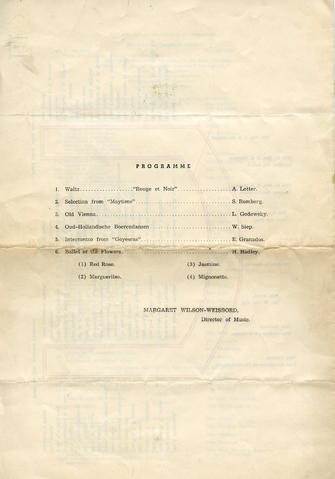 PROGRAMME
1. Waltz......................"Rouge et Noir"..................A. Lotter.
2. Selection from "Maytime" ...........................S. Romberg.
3. Old Vienna.............................................L. Godowsky.
4. Oud-Hollandsche Boerendansen ...................W. Siep.
5. Intermezzo from "Goyescas" .......................E. Granados.
6. Ballet of the Flowers...................................H. Hadley.
(1) Red Rose. (3) Jasmine.
(2) Marguerites. (4) Mignonette.
MARGARET WILSON-WEISBORD,
Director of Music.